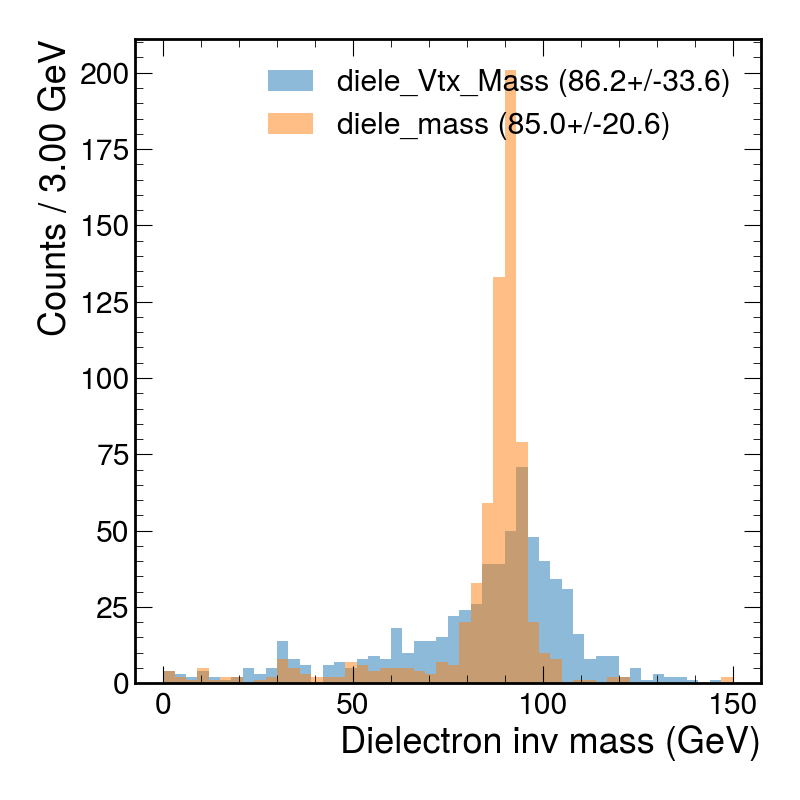 diele_Vtx_Mass (86.2+/-33.6)
diele_mass (85.0+/-20.6)
Counts / 3.00 GeV
200
175
150
125
100
75
50
25
0
0 50 100 150
Dielectron inv mass (GeV)